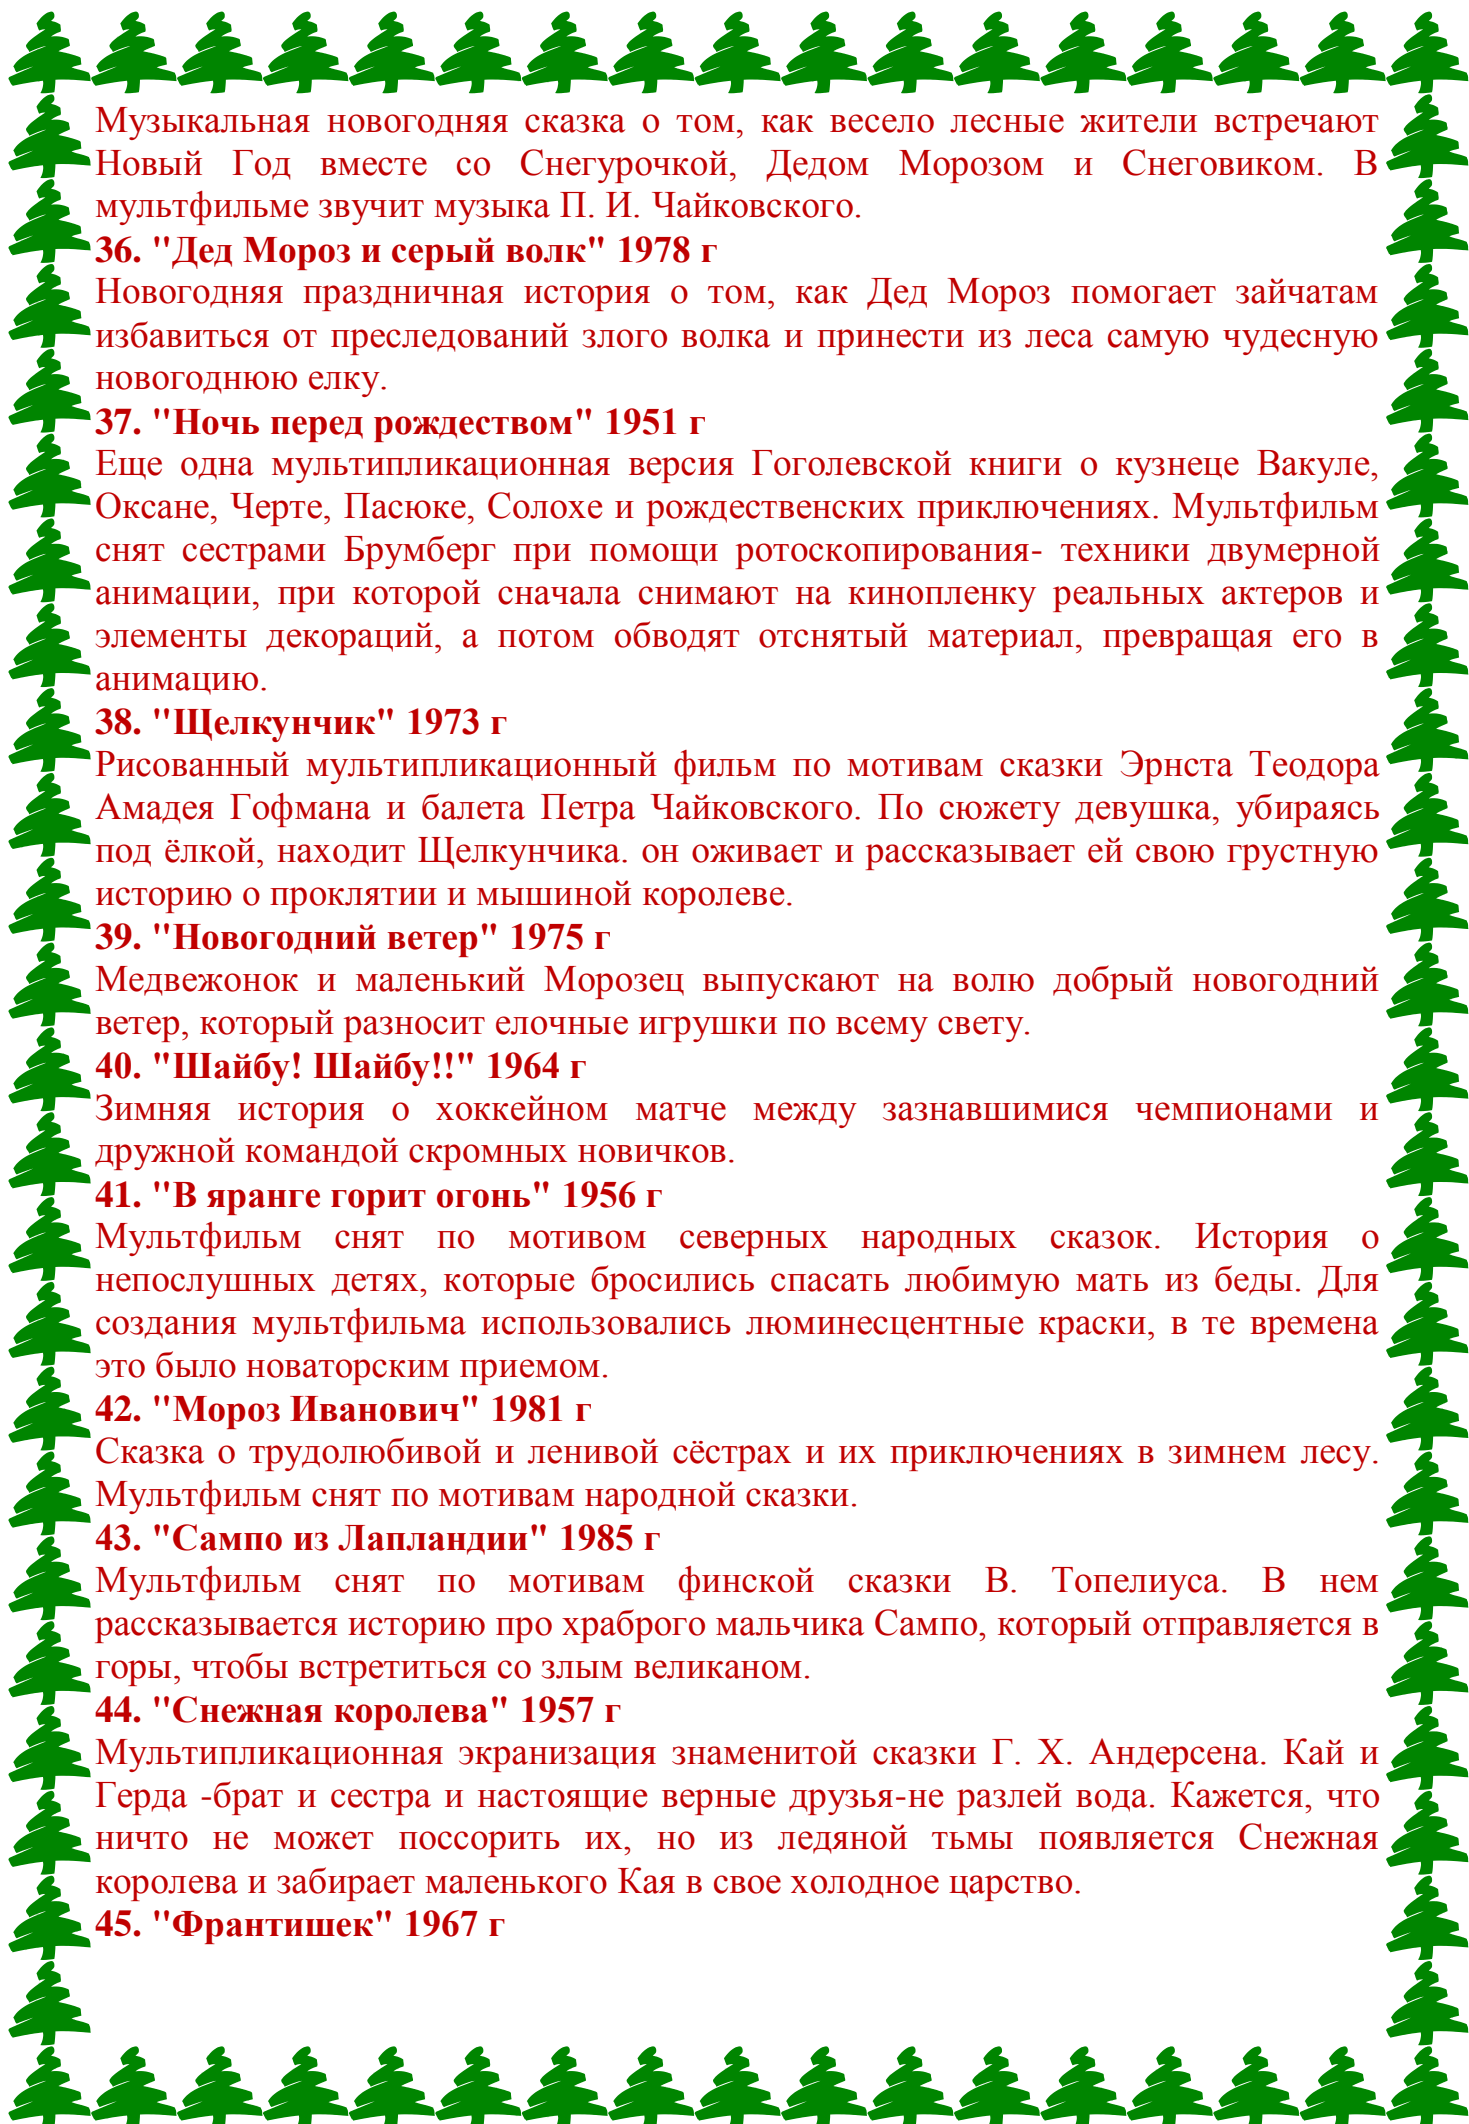 Музыкальная новогодняя сказка о том, как весело лесные жители встречают
Новый Год вместе со Снегурочкой, Дедом Морозом и Снеговиком. В
мультфильме звучит музыка П. И. Чайковского.
36. "Дед Мороз и серый волк" 1978 г
Новогодняя праздничная история о том, как Дед Мороз помогает зайчатам
избавиться от преследований злого волка и принести из леса самую чудесную
новогоднюю елку.
37. "Ночь перед рождеством" 1951 г
Еще одна мультипликационная версия Гоголевской книги о кузнеце Вакуле,
Оксане, Черте, Пасюке, Солохе и рождественских приключениях. Мультфильм
снят сестрами Брумберг при помощи ротоскопирования- техники двумерной
анимации, при которой сначала снимают на кинопленку реальных актеров и
элементы декораций, а потом обводят отснятый материал, превращая его в
анимацию.
38. "Щелкунчик" 1973 г
Рисованный мультипликационный фильм по мотивам сказки Эрнста Теодора
Амадея Гофмана и балета Петра Чайковского. По сюжету девушка, убираясь
под ёлкой, находит Щелкунчика. он оживает и рассказывает ей свою грустную
историю о проклятии и мышиной королеве.
39. "Новогодний ветер" 1975 г
Медвежонок и маленький Морозец выпускают на волю добрый новогодний
ветер, который разносит елочные игрушки по всему свету.
40. "Шайбу! Шайбу!!" 1964 г
Зимняя история о хоккейном матче между зазнавшимися чемпионами и
дружной командой скромных новичков.
41. "В яранге горит огонь" 1956 г
Мультфильм снят по мотивом северных народных сказок. История о
непослушных детях, которые бросились спасать любимую мать из беды. Для
создания мультфильма использовались люминесцентные краски, в те времена
это было новаторским приемом.
42. "Мороз Иванович" 1981 г
Сказка о трудолюбивой и ленивой сёстрах и их приключениях в зимнем лесу.
Мультфильм снят по мотивам народной сказки.
43. "Сампо из Лапландии" 1985 г
Мультфильм снят по мотивам финской сказки В. Топелиуса. В нем
рассказывается историю про храброго мальчика Сампо, который отправляется в
горы, чтобы встретиться со злым великаном.
44. "Снежная королева" 1957 г
Мультипликационная экранизация знаменитой сказки Г. Х. Андерсена. Кай и
Герда -брат и сестра и настоящие верные друзья-не разлей вода. Кажется, что
ничто не может поссорить их, но из ледяной тьмы появляется Снежная
королева и забирает маленького Кая в свое холодное царство.
45. "Франтишек" 1967 г